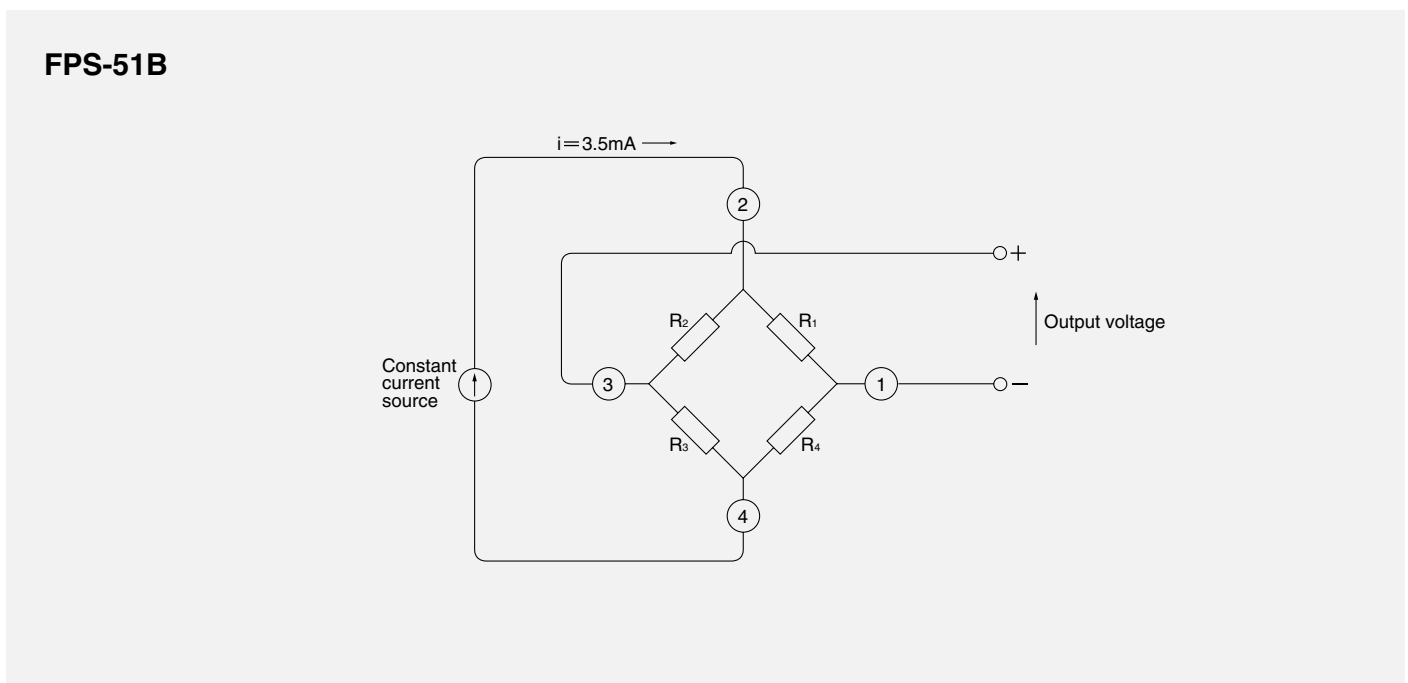 FPS-51B
i=3.5mA
2
+
R2
R1
Output voltage
Constant
current
source
3
1
−
R3
R4
4